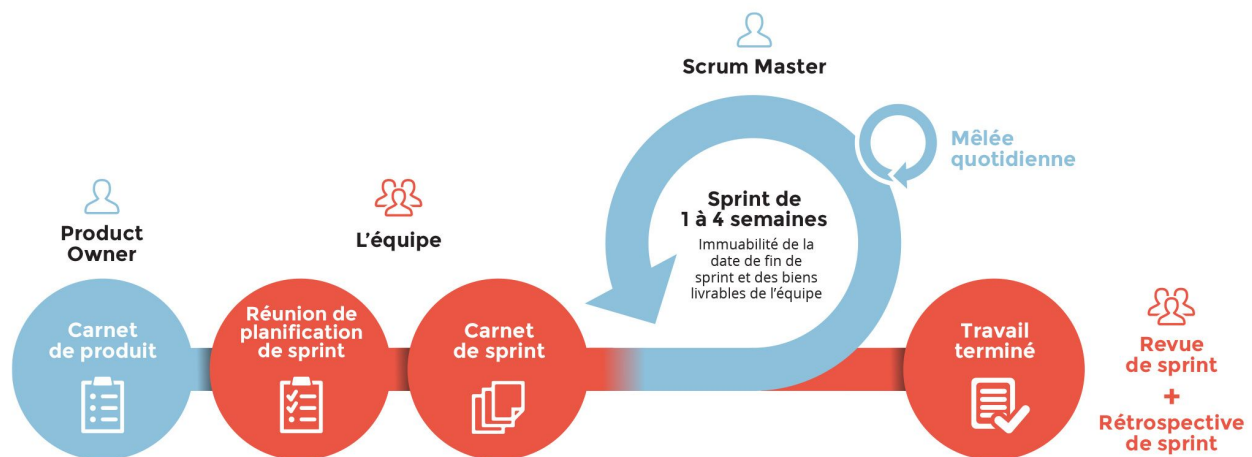 Scrum Master
Mêlée
quotidienne
Sprint de
1 à 4 semaines
Immuabilité de la
date de fin de
sprint et des biens
livrables de l'équipe
Product
Owner
L'équipe
Carnet
de produit
Réunion de
planification
de sprint
Carnet
de sprint
Travail
terminé
Revue
de sprint
+
Rétrospective
de sprint